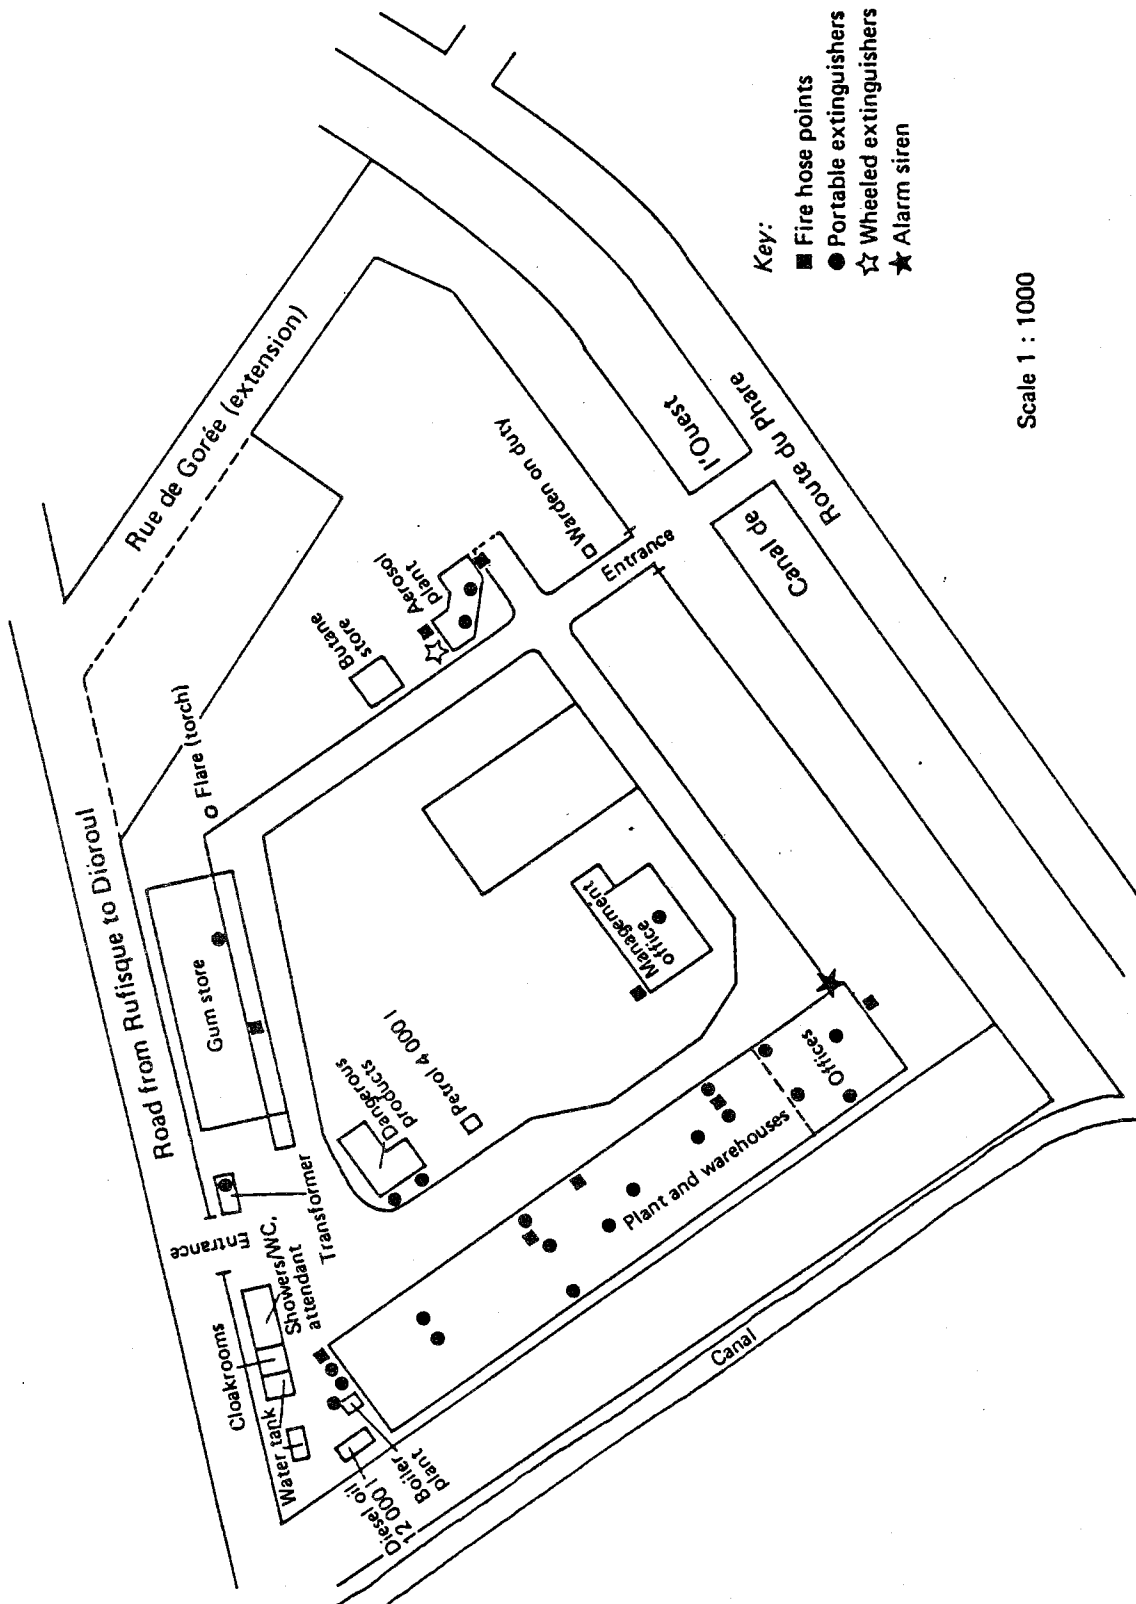 Road from Rufisque to Dioroul
Rue de Gorée (extension)
Flare (torch)
Gum store
Butane
store
Aerosol
plant
Warden on duty
Entrance
Canal de
l'Ouest
Route du Phare
Entrance
Transformer
Showers/WC,
attendant
Cloakrooms
Water tank
Diesel oil
12 000 l
Boiler
plant
Dangerous
products
Petrol 4 000 l
Management
office
Plant and warehouses
Offices
Canal
Key:
Fire hose points
Portable extinguishers
Wheeled extinguishers
Alarm siren
Scale 1 : 1000